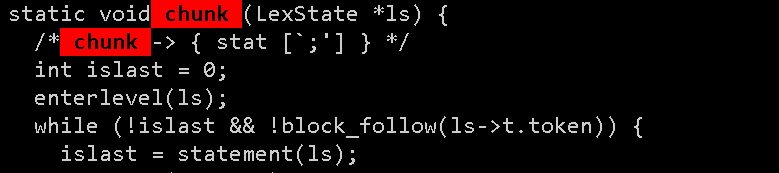 static void chunk (LexState *ls) {
/* chunk -> { stat [`;'] } */
int islast = 0;
enterlevel(ls);
while (!islast && !block_follow(ls->t.token)) {
islast = statement(ls);